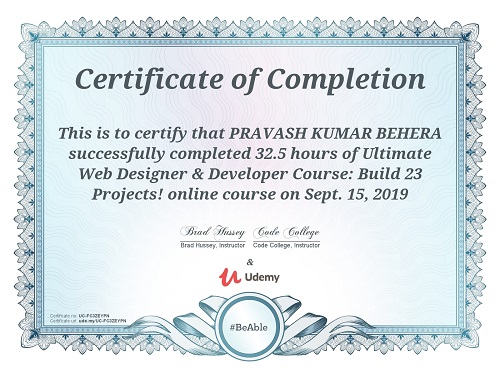 Certificate of Completion
This is to certify that PRAVASH KUMAR BEHERA
successfully completed 32.5 hours of Ultimate
Web Designer & Developer Course: Build 23
Projects! online course on Sept. 15, 2019
Brad Hussey Code College
Brad Hussey, Instructor Code College, Instructor
&
Udemy
Certificate no: UC-FG3ZEYPN
Certificate url: ude.my/UC-FG3ZEYPN
#BeAble